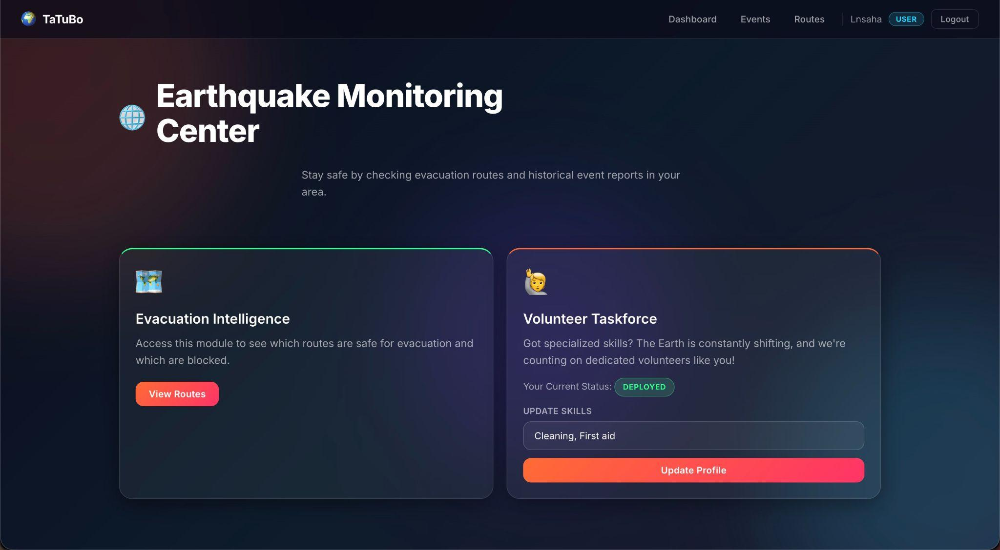 TaTuBo
Dashboard
Events
Routes
Lnsaha
USER
Logout
Earthquake Monitoring
Center
Stay safe by checking evacuation routes and historical event reports in your
area.
Evacuation Intelligence
Access this module to see which routes are safe for evacuation and
which are blocked.
View Routes
Volunteer Taskforce
Got specialized skills? The Earth is constantly shifting, and we're
counting on dedicated volunteers like you!
Your Current Status: DEPLOYED
UPDATE SKILLS
Cleaning, First aid
Update Profile